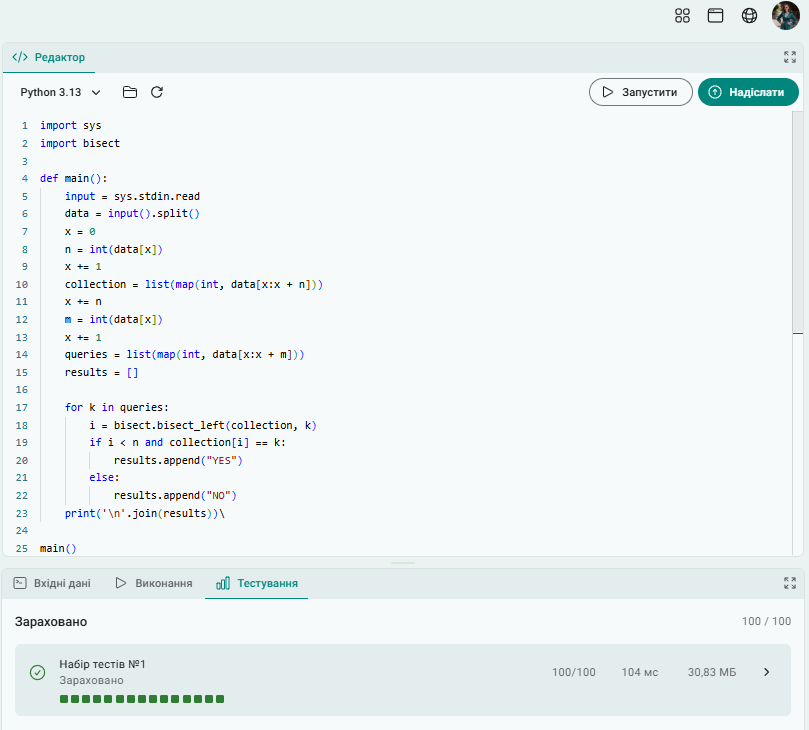 </> Редактор
Python 3.13
Запустити
Надіслати
1 import sys
2 import bisect
3
4 def main():
5     input = sys.stdin.read
6     data = input().split()
7     x = 0
8     n = int(data[x])
9     x += 1
10     collection = list(map(int, data[x:x + n]))
11     x += n
12     m = int(data[x])
13     x += 1
14     queries = list(map(int, data[x:x + m]))
15     results = []
16
17     for k in queries:
18         i = bisect.bisect_left(collection, k)
19         if i < n and collection[i] == k:
20             results.append("YES")
21         else:
22             results.append("NO")
23     print('\n'.join(results))\
24
25 main()
Вхідні дані
Виконання
Тестування
Зараховано
100 / 100
Набір тестів №1
Зараховано
100/100
104 мс
30,83 МБ